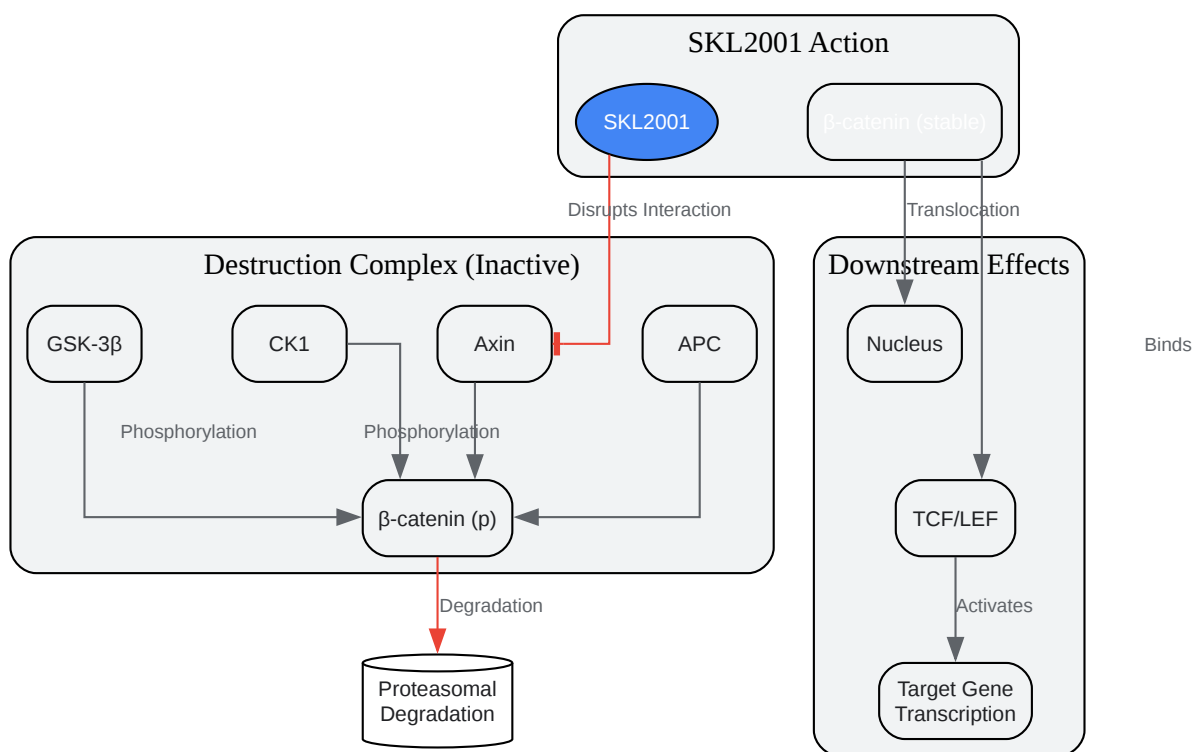 SKL2001 Action
SKL2001
β-catenin (stable)
Disrupts Interaction
Translocation
Destruction Complex (Inactive)
Downstream Effects
GSK-3β
CK1
Axin
APC
Nucleus
Binds
Phosphorylation
Phosphorylation
β-catenin (p)
TCF/LEF
Degradation
Activates
Proteasomal
Degradation
Target Gene
Transcription